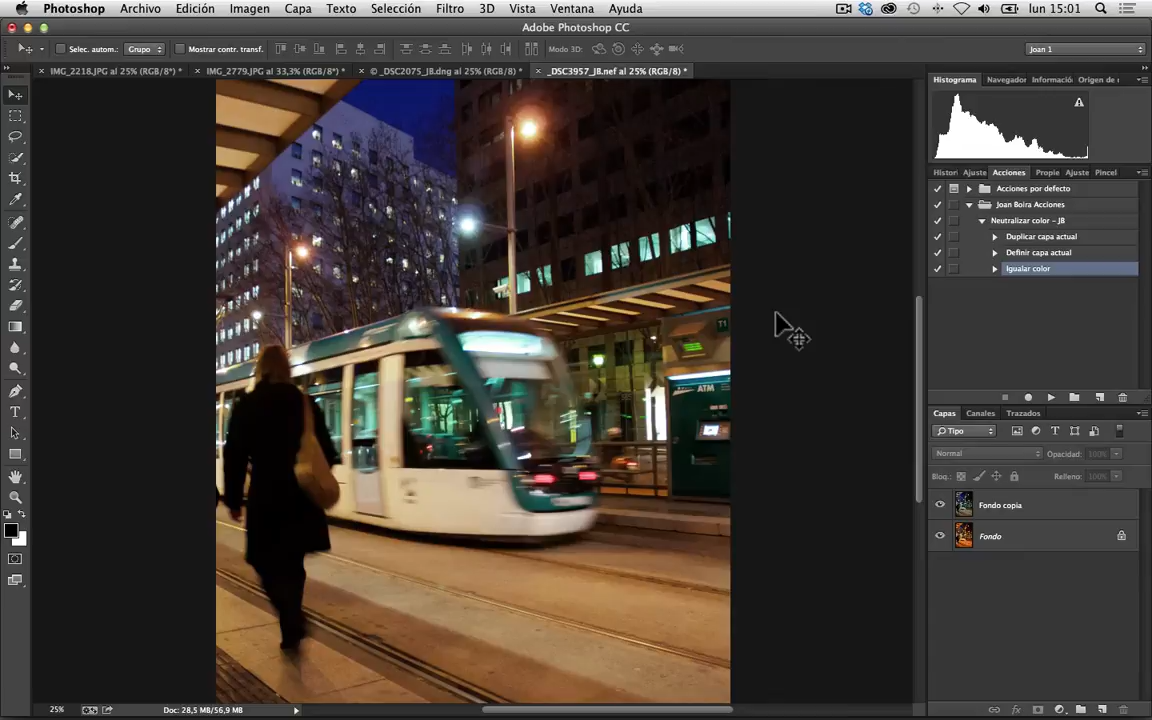 Photoshop Archivo Edición Imagen Capa Texto Selección Filtro 3D Vista Ventana Ayuda lun 15:01
Adobe Photoshop CC
Selec. autom.: Grupo Mostrar contr. transf. Modo 3D: Joan 1
IMG_2218.JPG al 25% (RGB/8*) * IMG_2779.JPG al 33,3% (RGB/8*) * © _DSC2075_JB.dng al 25% (RGB/8) * _DSC3957_JB.nef al 25% (RGB/8) *
Histograma Navegador Informació Origen de
Histori Ajuste Acciones Propie Ajuste Pincel
Acciones por defecto
Joan Boira Acciones
Neutralizar color – JB
Duplicar capa actual
Definir capa actual
Igualar color
T1
ATM
Capas Canales Trazados
Tipo
Normal Opacidad: 100%
Bloq.: Relleno: 100%
Fondo copia
Fondo
25% Doc: 28,5 MB/56,9 MB